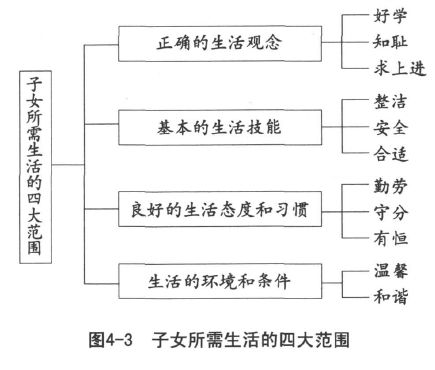 子女所需生活的四大范围
正确的生活观念
好学
知耻
求上进
基本的生活技能
整洁
安全
合适
良好的生活态度和习惯
勤劳
守分
有恒
生活的环境和条件
温馨
和谐
图4-3 子女所需生活的四大范围